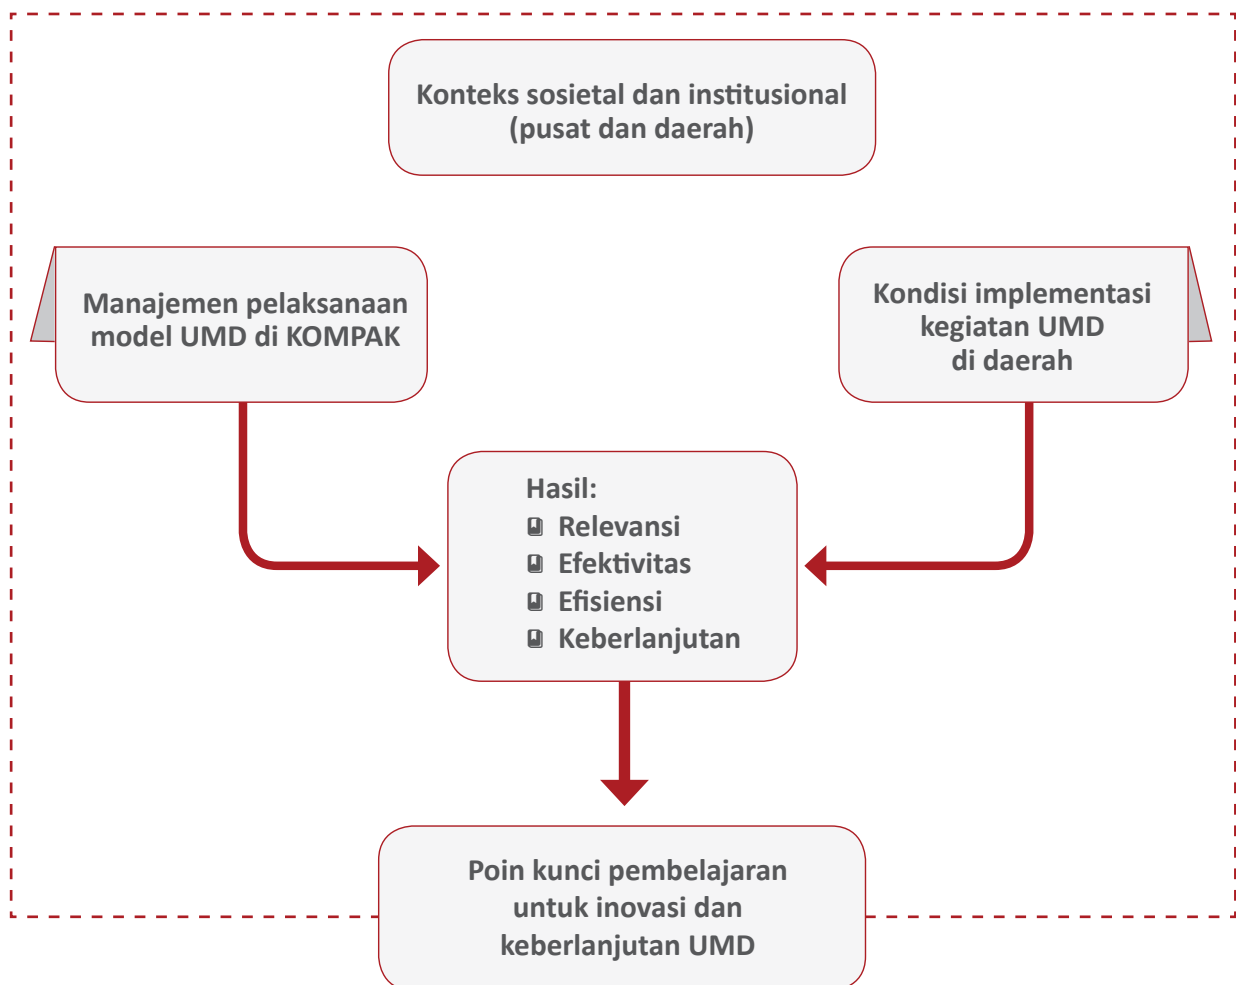 Konteks sosietal dan institusional
(pusat dan daerah)
Manajemen pelaksanaan
model UMD di KOMPAK
Kondisi implementasi
kegiatan UMD
di daerah
Hasil:
Relevansi
Efektivitas
Efisiensi
Keberlanjutan
Poin kunci pembelajaran
untuk inovasi dan
keberlanjutan UMD